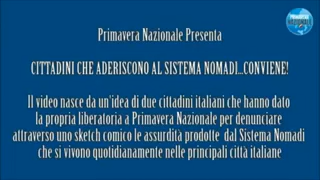 Primavera Nazionale Presenta
CITTADINI CHE ADERISCONO AL SISTEMA NOMADI...CONVIENE!
Il video nasce da un'idea di due cittadini italiani che hanno dato
la propria liberatoria a Primavera Nazionale per denunciare
attraverso uno sketch comico le assurdità prodotte dal Sistema Nomadi
che si vivono quotidianamente nelle principali città italiane